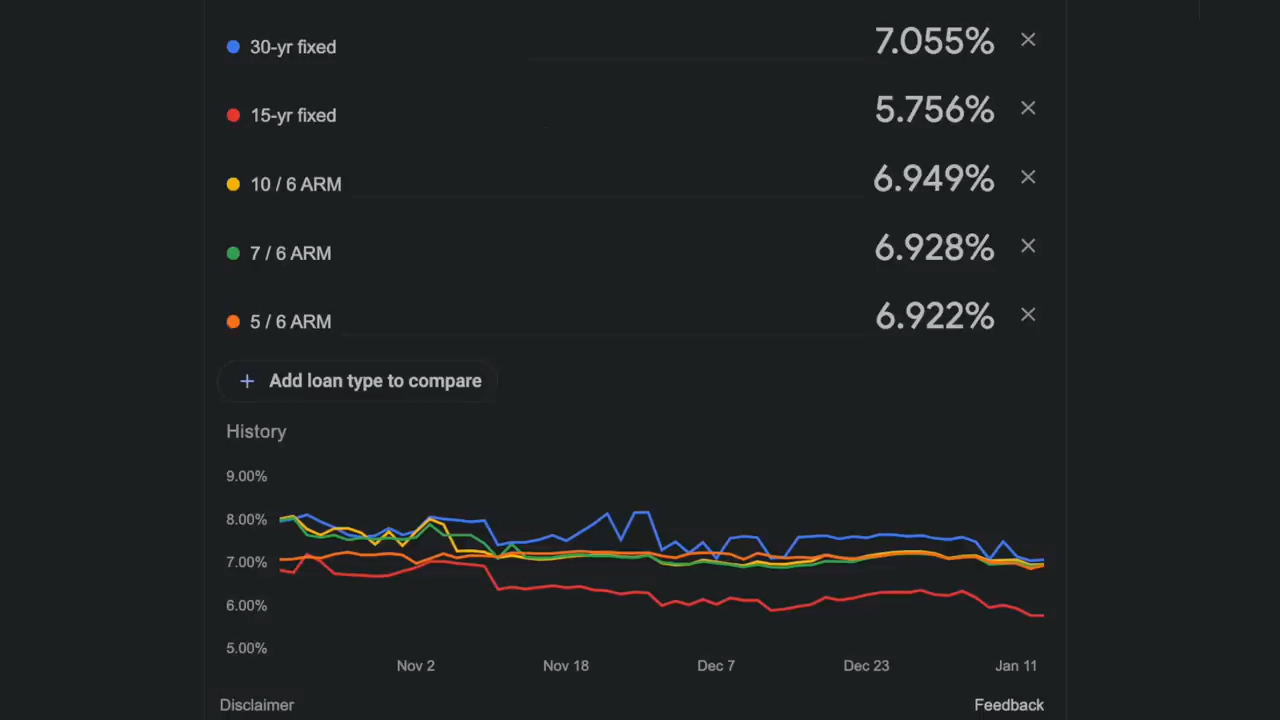 30-yr fixed 7.055% ×
15-yr fixed 5.756% ×
10 / 6 ARM 6.949% ×
7 / 6 ARM 6.928% ×
5 / 6 ARM 6.922% ×
+ Add loan type to compare
History
9.00%
8.00%
7.00%
6.00%
5.00%
Nov 2 Nov 18 Dec 7 Dec 23 Jan 11
Disclaimer Feedback